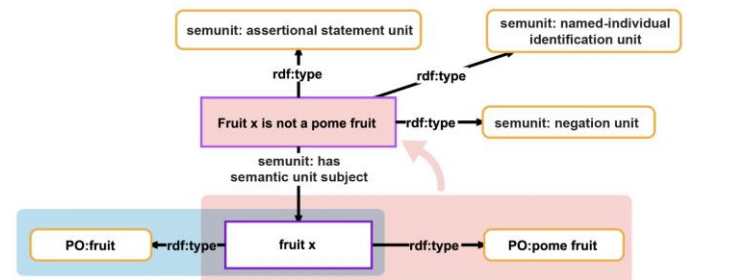 semunit: assertional statement unit
semunit: named-individual
identification unit
rdf:type
rdf:type
Fruit x is not a pome fruit
rdf:type
semunit: negation unit
semunit: has
semantic unit subject
PO:fruit
rdf:type
fruit x
rdf:type
PO:pome fruit